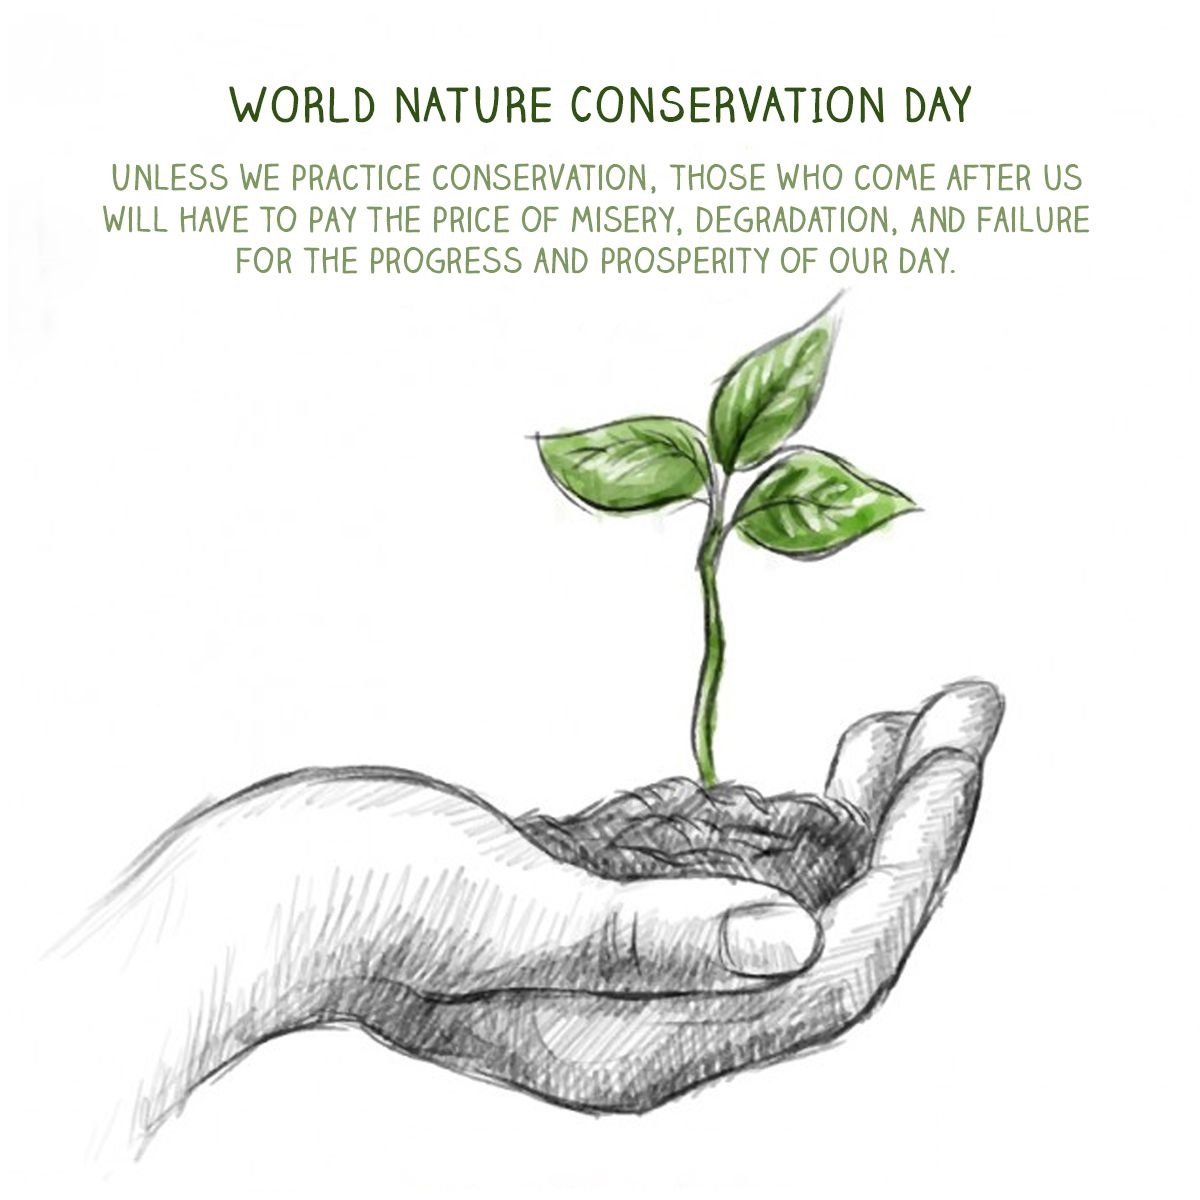 WORLD NATURE CONSERVATION DAY
UNLESS WE PRACTICE CONSERVATION, THOSE WHO COME AFTER US
WILL HAVE TO PAY THE PRICE OF MISERY, DEGRADATION, AND FAILURE
FOR THE PROGRESS AND PROSPERITY OF OUR DAY.